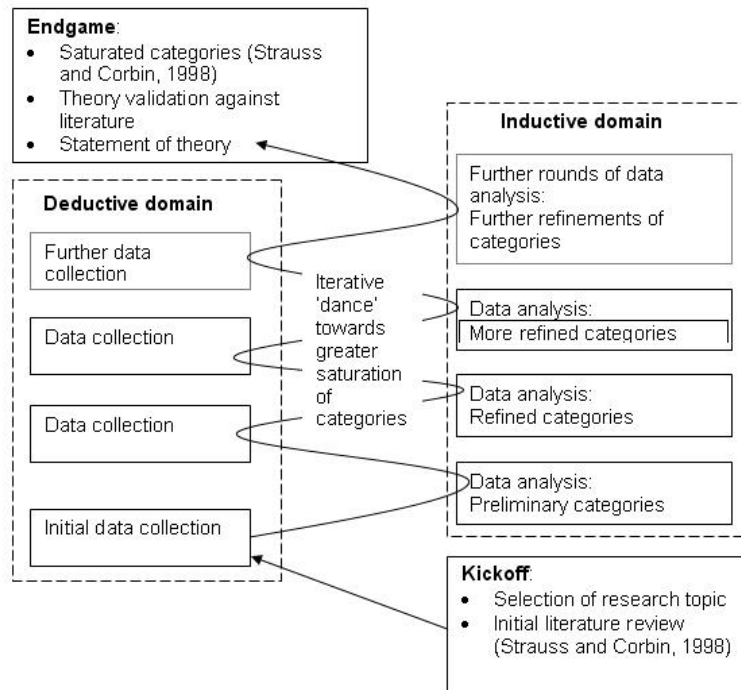 Endgame:
• Saturated categories (Strauss
and Corbin, 1998)
• Theory validation against
literature
• Statement of theory
Inductive domain
Further rounds of data
analysis:
Further refinements of
categories
Data analysis:
More refined categories
Data analysis:
Refined categories
Data analysis:
Preliminary categories
Deductive domain
Further data
collection
Data collection
Data collection
Initial data collection
Iterative
'dance'
towards
greater
saturation
of
categories
Kickoff:
• Selection of research topic
• Initial literature review
(Strauss and Corbin, 1998)